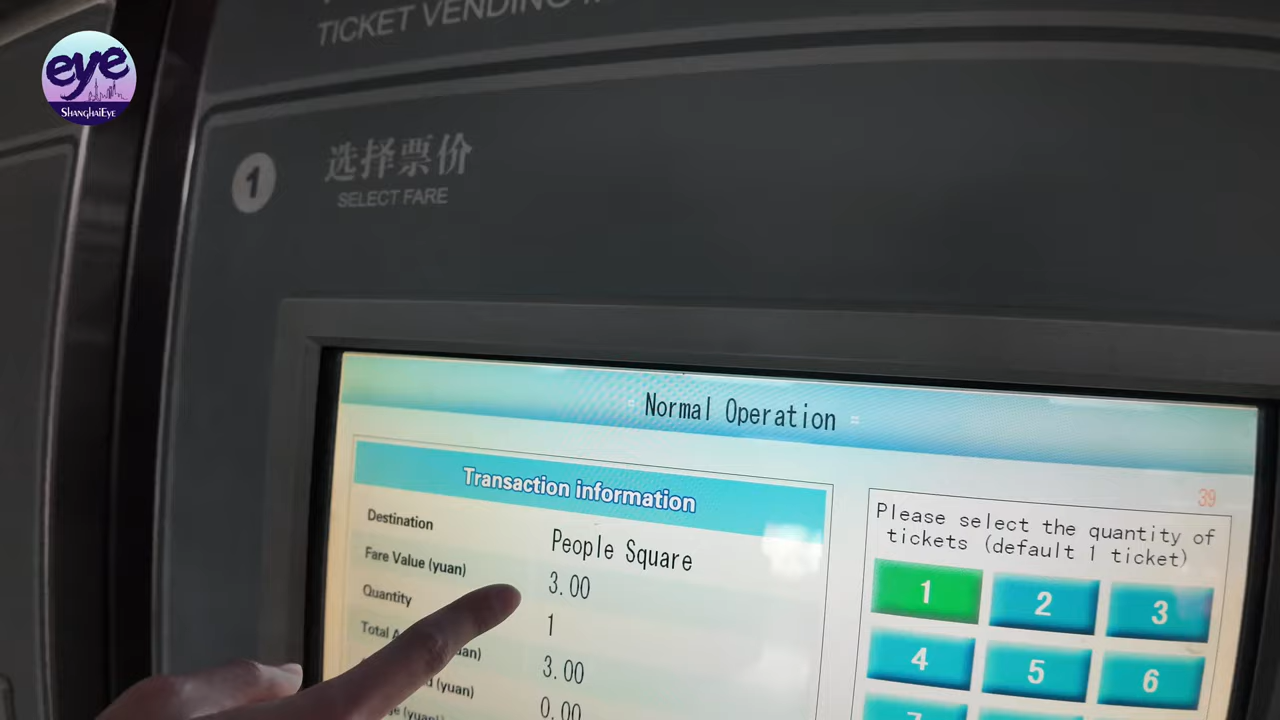 eye
SHANGHAIEYE
TICKET VENDING
1
选择票价
SELECT FARE
Normal Operation
Transaction information
Destination People Square
Fare Value (yuan) 3.00
Quantity 1
Total 3.00
(yuan) 0.00
(yuan)
39
Please select the quantity of
tickets (default 1 ticket)
1 2 3
4 5 6
7